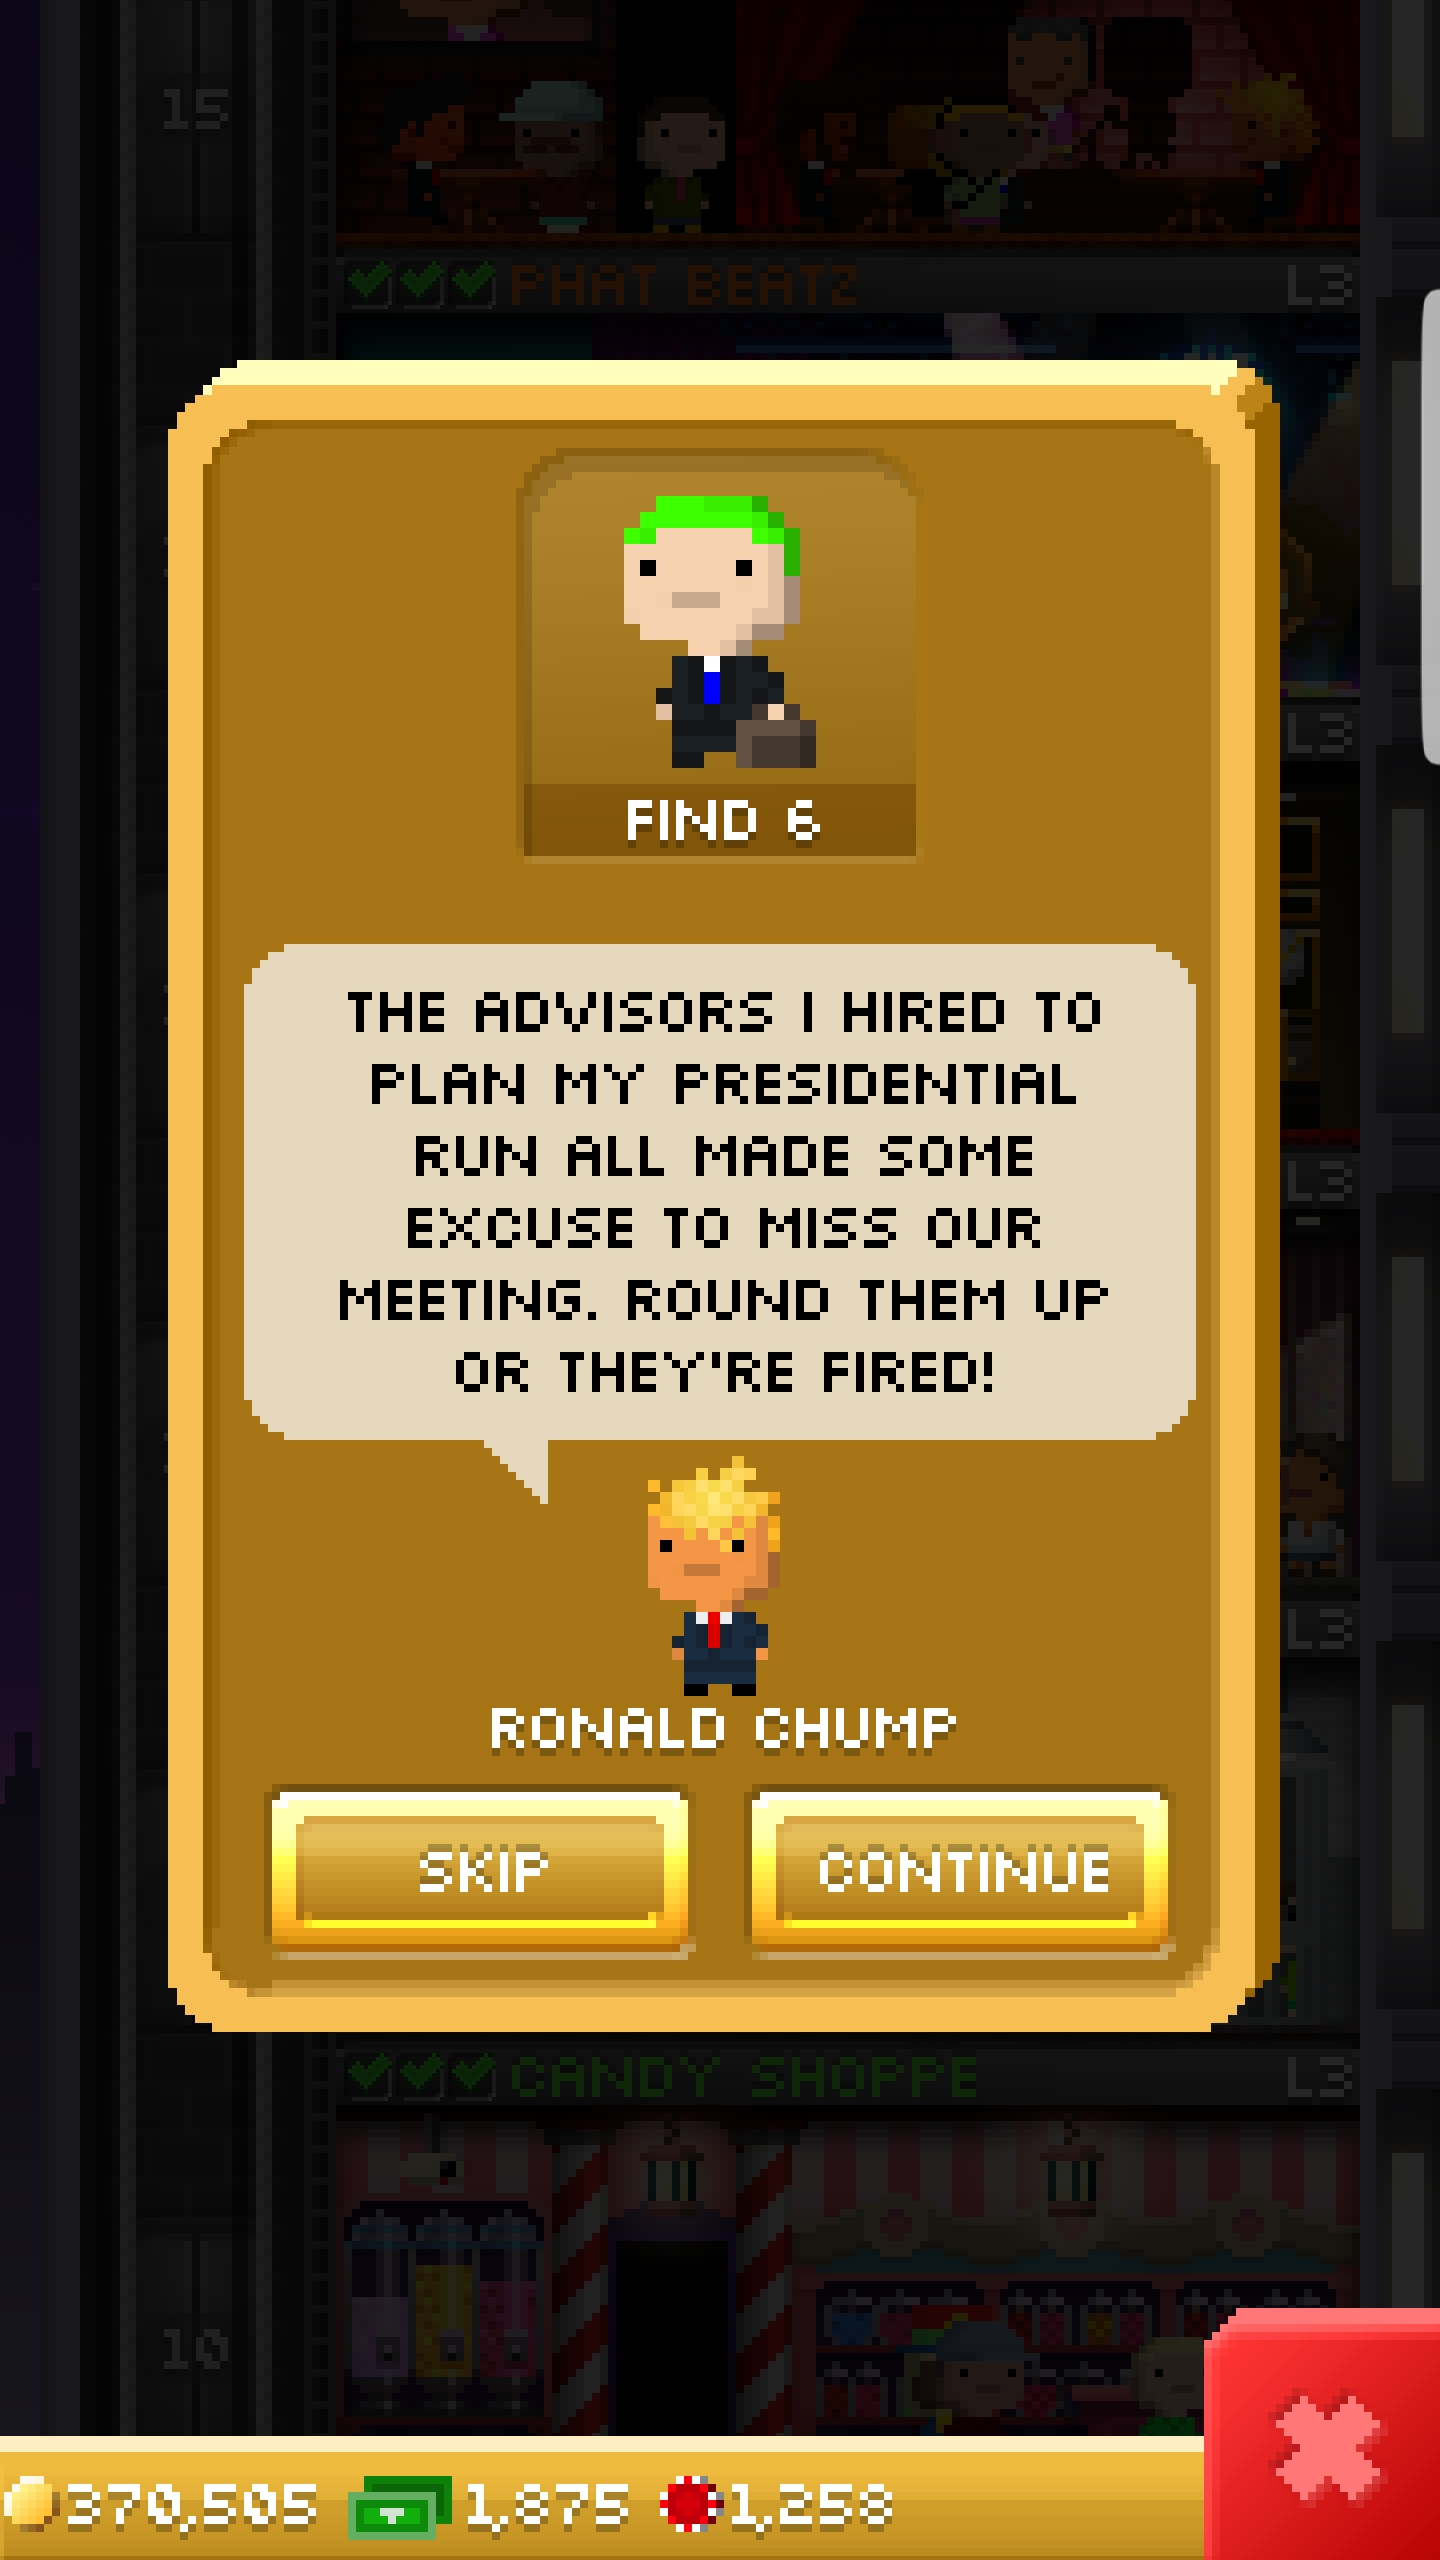 15
PHAT BEATZ L3
L3
FIND 6
THE ADVISORS I HIRED TO
PLAN MY PRESIDENTIAL
RUN ALL MADE SOME
EXCUSE TO MISS OUR
MEETING. ROUND THEM UP
OR THEY'RE FIRED!
L3
L3
RONALD CHUMP
SKIP CONTINUE
CANDY SHOPPE L3
10
370,505 1,875 1,258